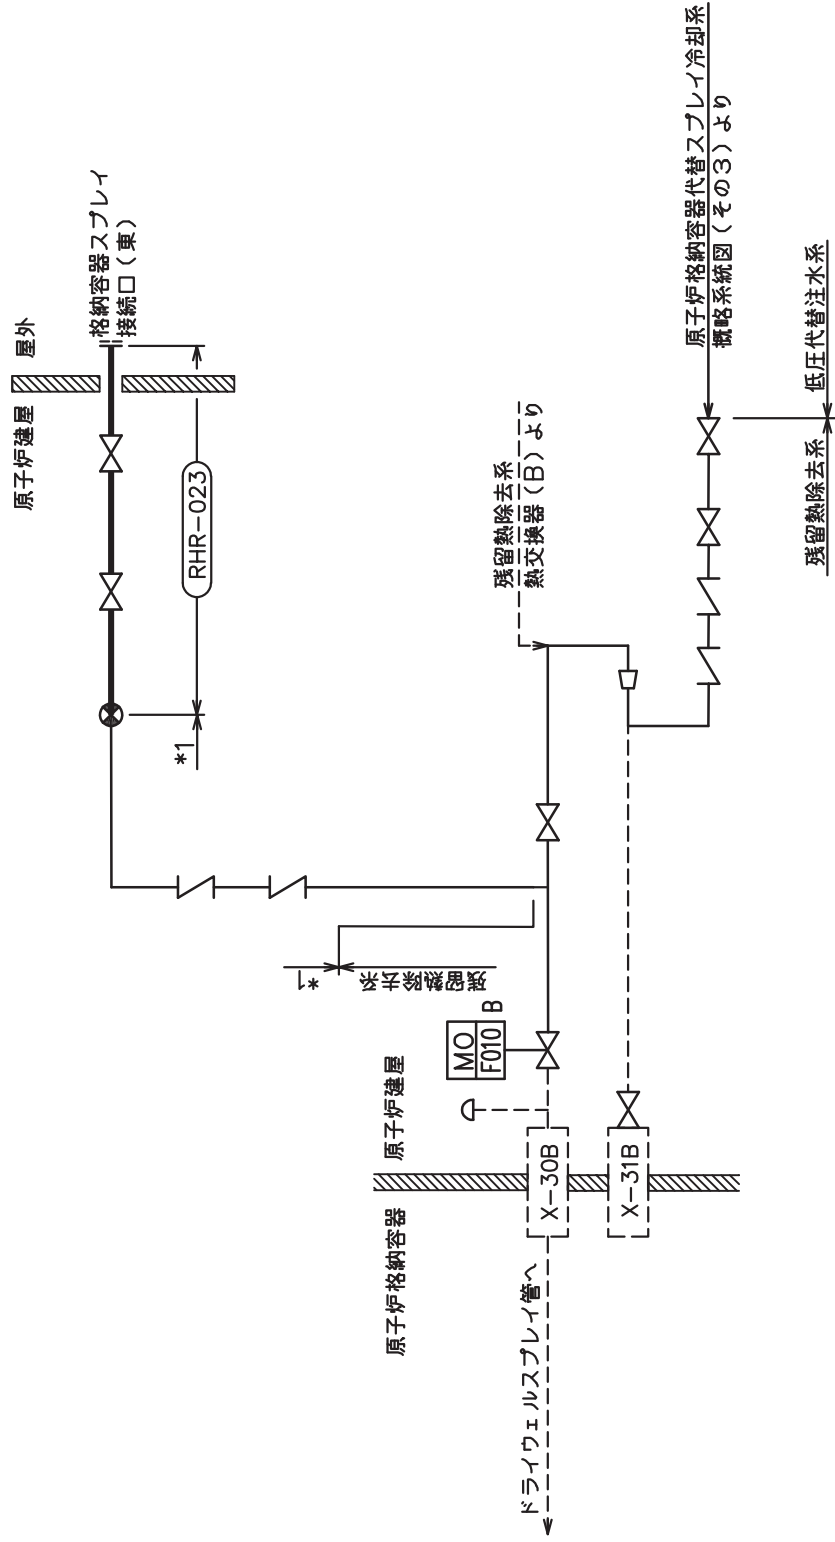 屋外
原子炉建屋
格納容器スプレイ
接続口（東）
RHR-023
*1
*1
残留熱除去系
残留熱除去系
熱交換器（B）より
原子炉格納容器代替スプレイ冷却系
概略系統図（その3）より
低圧代替注水系
残留熱除去系
MO
F010
B
原子炉建屋
原子炉格納容器
X-30B
X-31B
ドライウェルスプレイ管へ